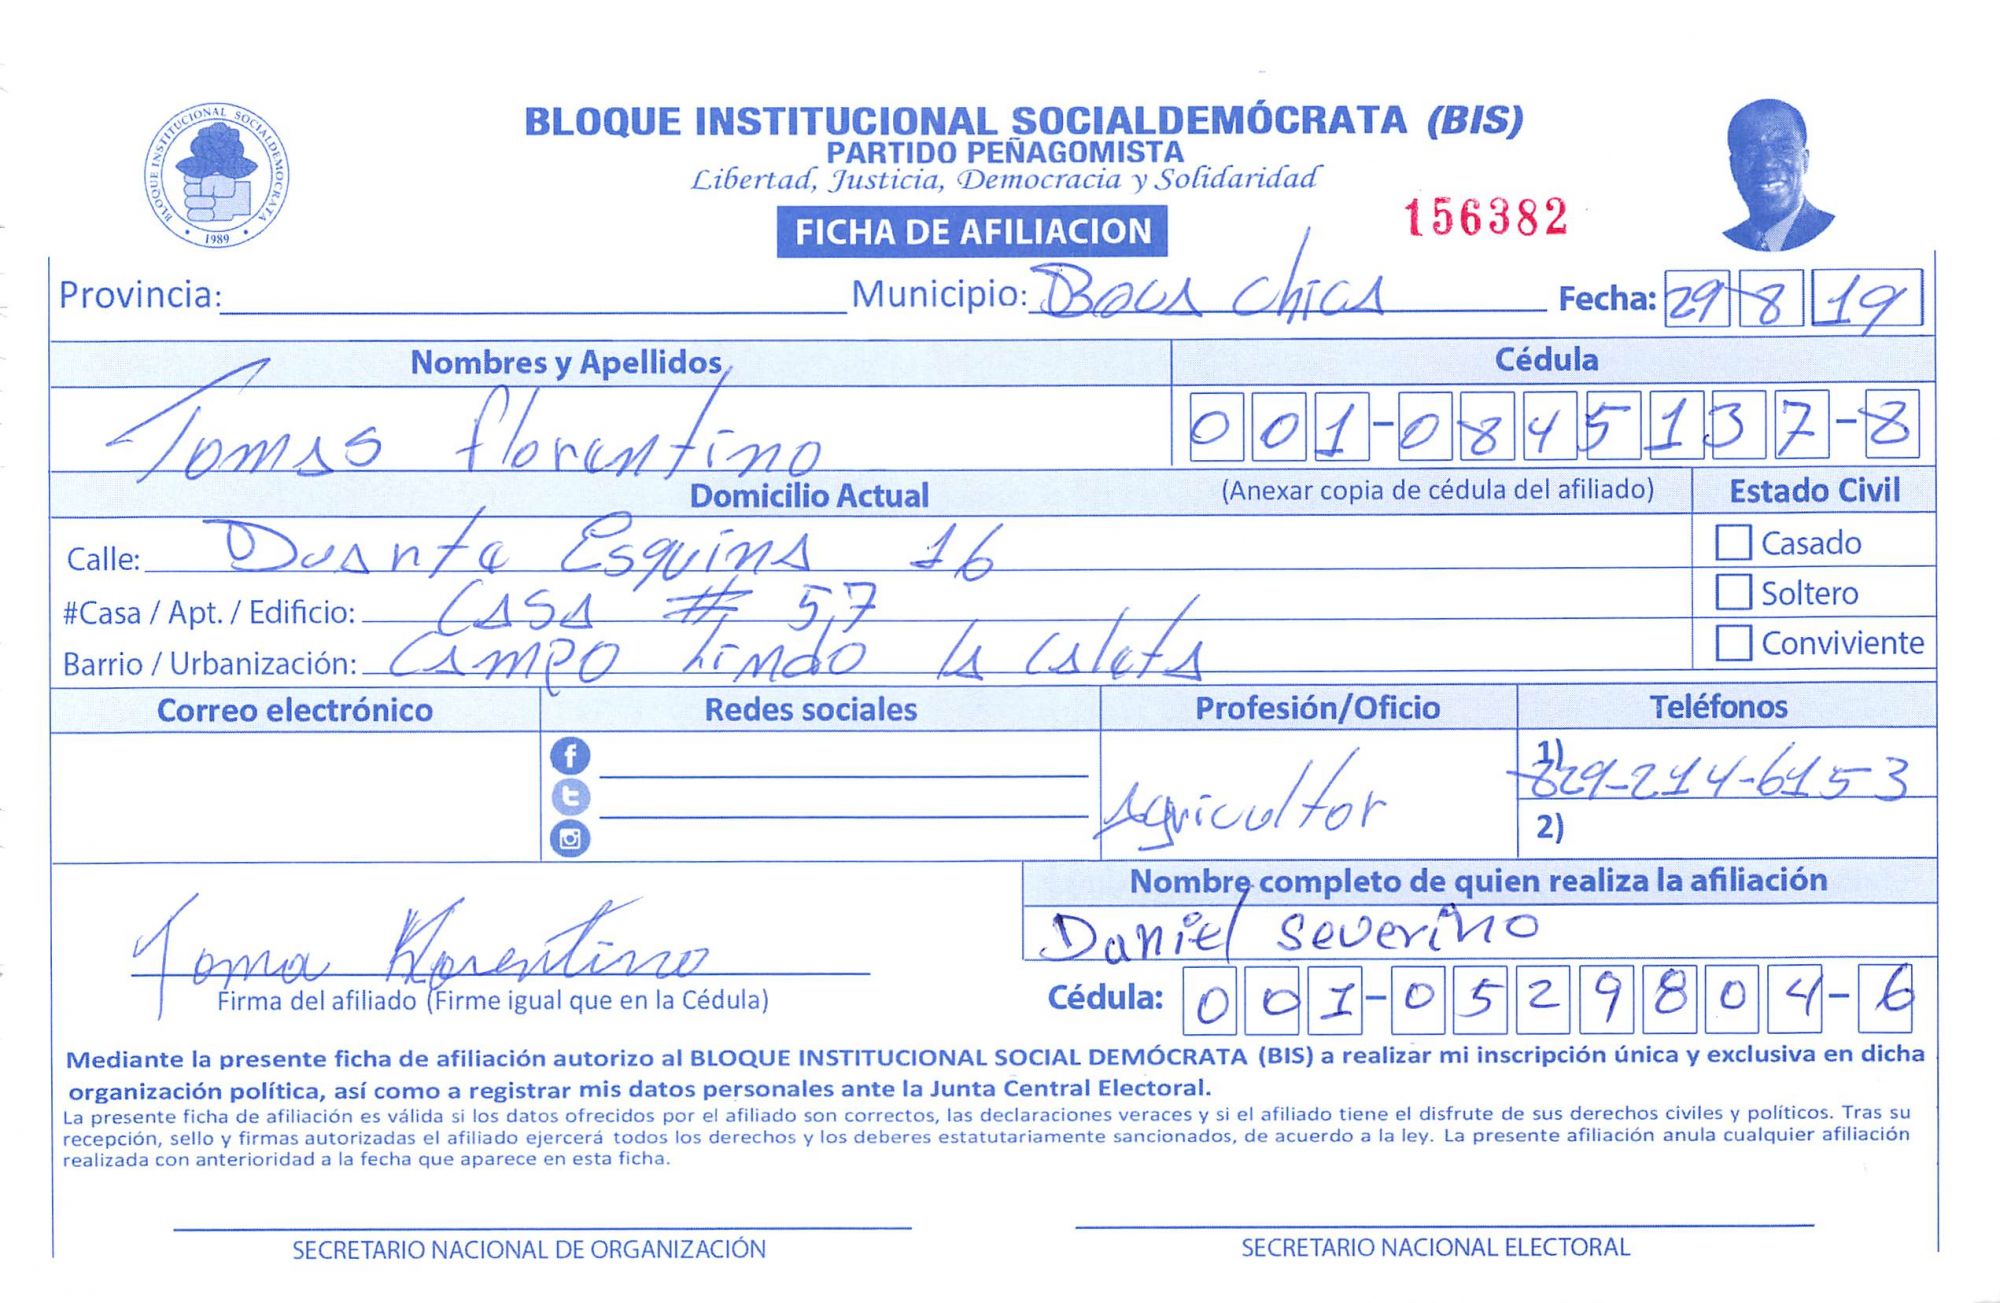 BLOQUE INSTITUCIONAL SOCIALDEMÓCRATA (BIS)
PARTIDO PEÑAGOMISTA
Libertad, Justicia, Democracia y Solidaridad
BLOQUE INSTITUCIONAL SOCIALDEMOCRATA
1989
FICHA DE AFILIACION
156382
Provincia: Municipio: Boca Chica Fecha: 29 8 19
Nombres y Apellidos Cédula
Tomas florentino 001-0845137-8
Domicilio Actual (Anexar copia de cédula del afiliado) Estado Civil
Calle: Duante Esquina 16 Casado
#Casa / Apt. / Edificio: CASA # 57 Soltero
Barrio / Urbanización: Campo Lindo la Caleta Conviviente
Correo electrónico Redes sociales Profesión/Oficio Teléfonos
Agricultor 1) 829-214-6153
2)
Nombre completo de quien realiza la afiliación
Daniel Severino
Toma Florentino
Firma del afiliado (Firme igual que en la Cédula) Cédula: 001-0529804-6
Mediante la presente ficha de afiliación autorizo al BLOQUE INSTITUCIONAL SOCIAL DEMÓCRATA (BIS) a realizar mi inscripción única y exclusiva en dicha
organización política, así como a registrar mis datos personales ante la Junta Central Electoral.
La presente ficha de afiliación es válida si los datos ofrecidos por el afiliado son correctos, las declaraciones veraces y si el afiliado tiene el disfrute de sus derechos civiles y políticos. Tras su
recepción, sello y firmas autorizadas el afiliado ejercerá todos los derechos y los deberes estatutariamente sancionados, de acuerdo a la ley. La presente afiliación anula cualquier afiliación
realizada con anterioridad a la fecha que aparece en esta ficha.
SECRETARIO NACIONAL DE ORGANIZACIÓN SECRETARIO NACIONAL ELECTORAL